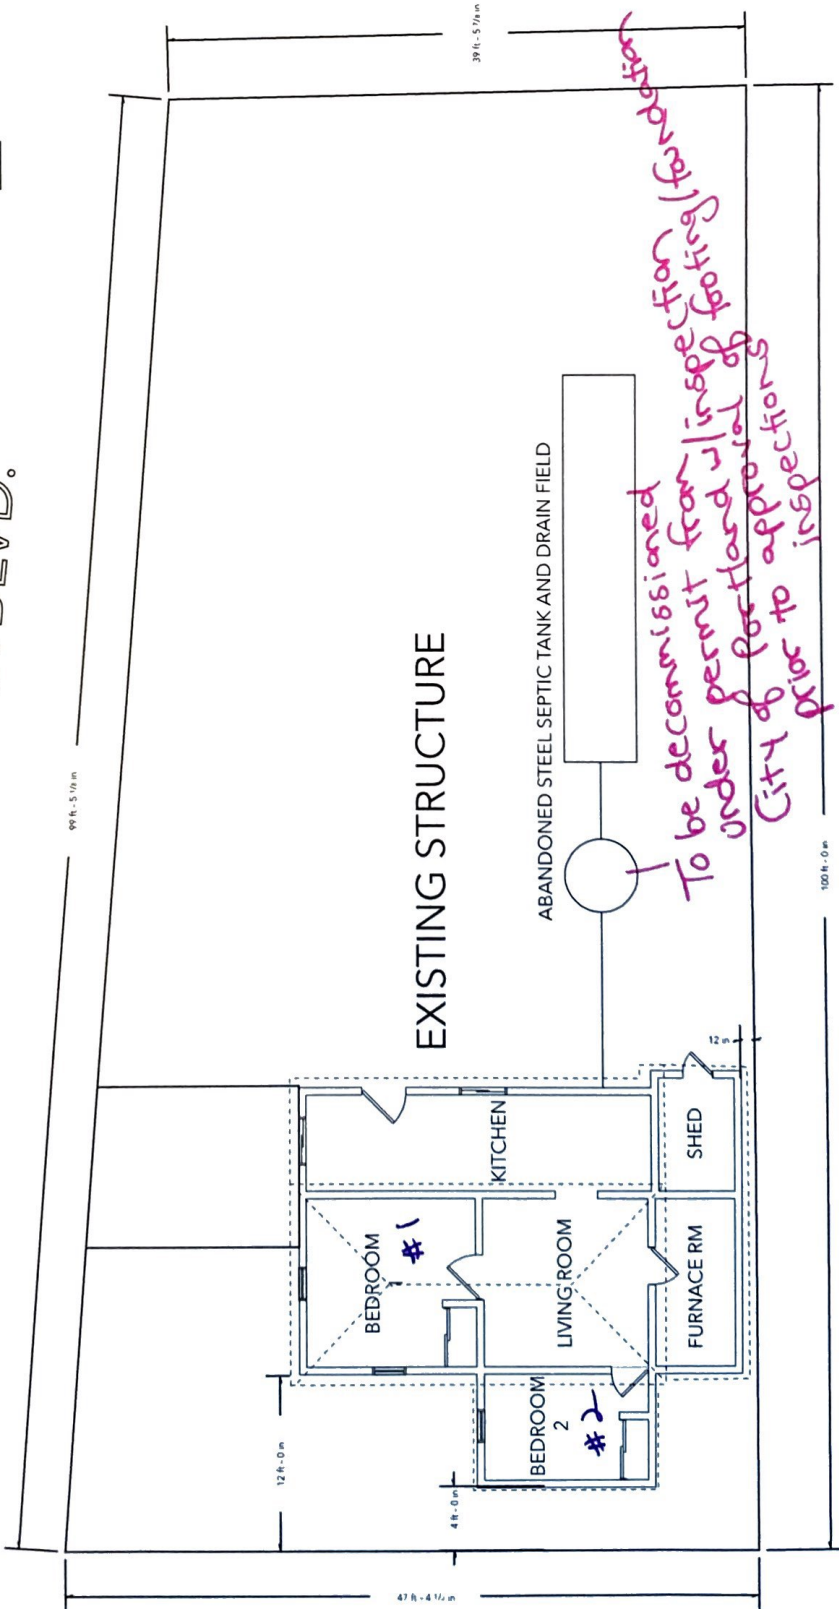 BLVD.
99 ft - 5 1/8 in
39 ft - 5 7/8 in
EXISTING STRUCTURE
ABANDONED STEEL SEPTIC TANK AND DRAIN FIELD
To be decommissioned
under permit from
City of Portland w/inspection
prior to approval of footing/foundation
inspections
12 ft - 0 in
BEDROOM
1
#1
KITCHEN
4 ft - 0 in
BEDROOM
2
#2
LIVING ROOM
FURNACE RM
SHED
12 in
47 ft - 4 1/2 in
100 ft - 0 in